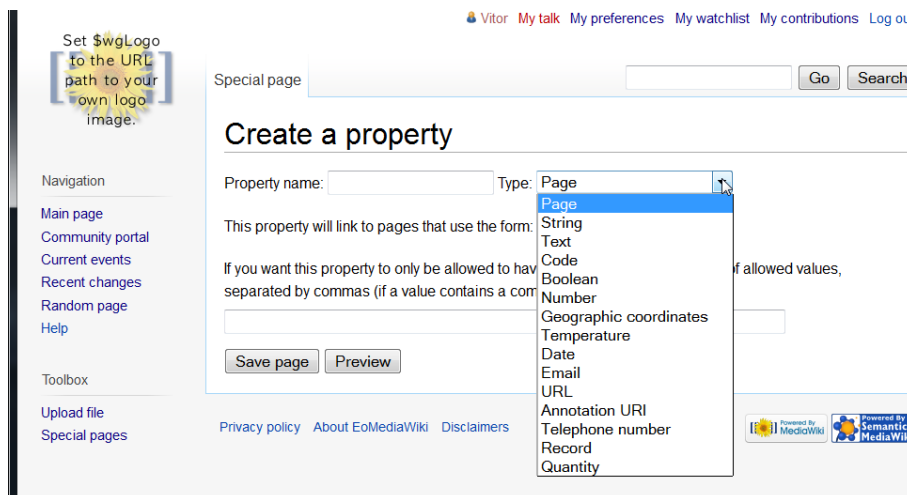 Vitor My talk My preferences My watchlist My contributions Log ou
Set $wgLogo
to the URL
path to your
own logo
image.
Special page
Go Search
Create a property
Navigation
Main page
Community portal
Current events
Recent changes
Random page
Help
Toolbox
Upload file
Special pages
Property name: Type: Page
Page
String
Text
Code
Boolean
Number
Geographic coordinates
Temperature
Date
Email
URL
Annotation URI
Telephone number
Record
Quantity
This property will link to pages that use the form:
If you want this property to only be allowed to hav f allowed values,
separated by commas (if a value contains a com
Save page Preview
Privacy policy About EoMediaWiki Disclaimers
Powered By
MediaWiki
Powered By
Semantic
MediaWik